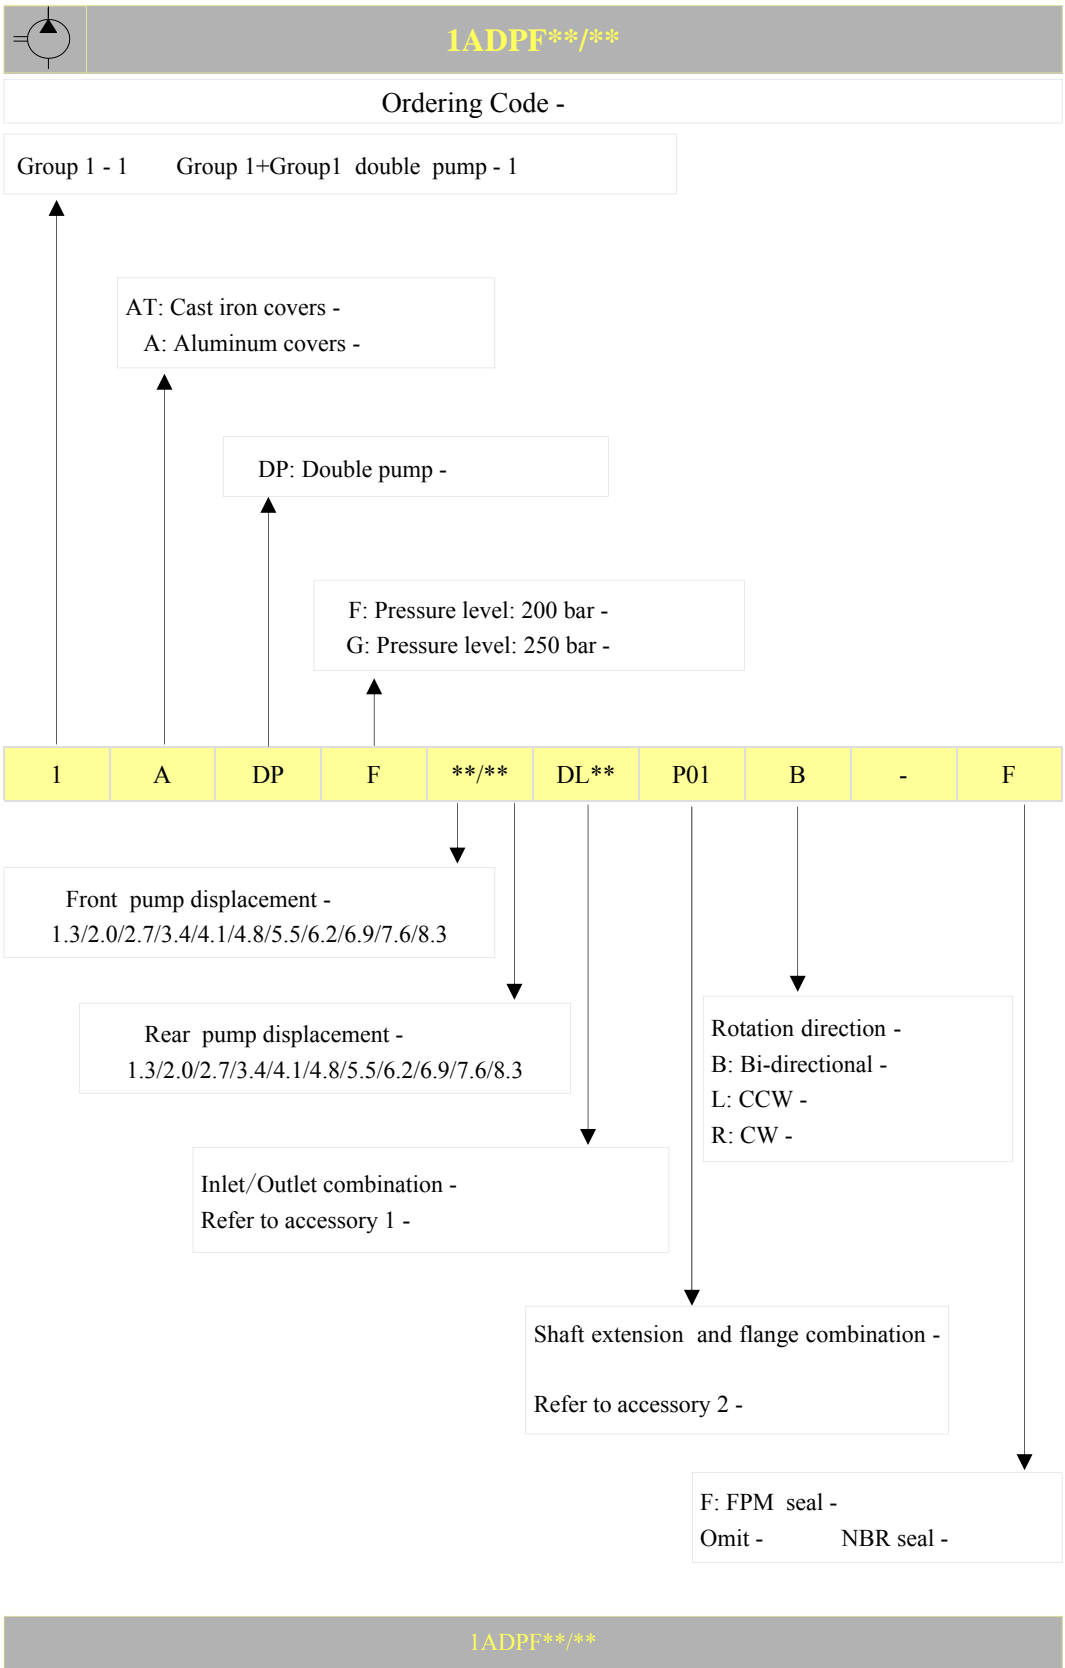 1ADPF**/**
Ordering Code -
Group 1 - 1 Group 1+Group1 double pump - 1
AT: Cast iron covers -
A: Aluminum covers -
DP: Double pump -
F: Pressure level: 200 bar -
G: Pressure level: 250 bar -
1 A DP F **/** DL** P01 B - F
Front pump displacement -
1.3/2.0/2.7/3.4/4.1/4.8/5.5/6.2/6.9/7.6/8.3
Rear pump displacement -
1.3/2.0/2.7/3.4/4.1/4.8/5.5/6.2/6.9/7.6/8.3
Rotation direction -
B: Bi-directional -
L: CCW -
R: CW -
Inlet/Outlet combination -
Refer to accessory 1 -
Shaft extension and flange combination -
Refer to accessory 2 -
F: FPM seal -
Omit - NBR seal -
1ADPF**/**